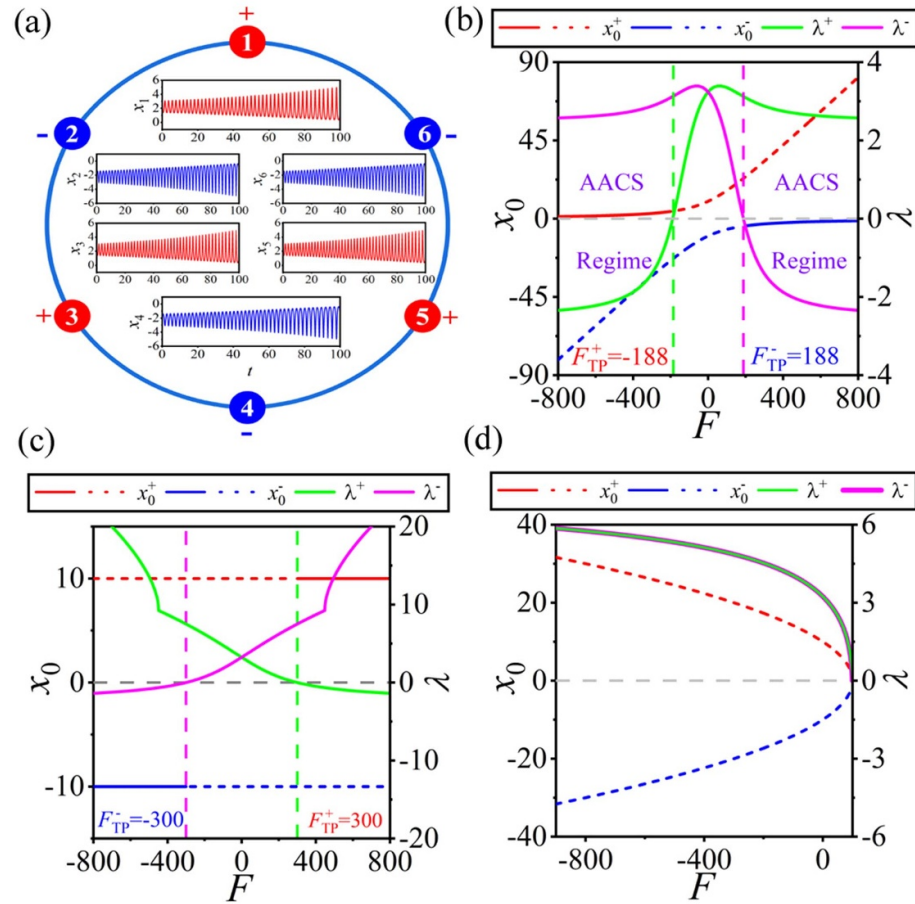 (a)
+
1
-
2
6
-
x₁
6
4
2
0
0 20 40 60 80 100
x₂
0
-2
-4
-6
0 20 40 60 80 100
x₆
0
-2
-4
-6
0 20 40 60 80 100
x₃
6
4
2
0
0 20 40 60 80 100
x₅
6
4
2
0
0 20 40 60 80 100
x₄
0
-2
-4
-6
0 20 40 60 80 100
t
+
3
5
+
4
-
(b)
x₀⁺ x₀⁻ λ⁺ λ⁻
90
45
0
-45
-90
x₀
4
2
0
-2
-4
λ
AACS
AACS
Regime
Regime
F⁺TP=-188
F⁻TP=188
-800 -400 0 400 800
F
(c)
x₀⁺ x₀⁻ λ⁺ λ⁻
10
0
-10
x₀
20
10
0
-10
-20
λ
F⁻TP=-300
F⁺TP=300
-800 -400 0 400 800
F
(d)
x₀⁺ x₀⁻ λ⁺ λ⁻
40
20
0
-20
-40
x₀
6
3
0
-3
-6
λ
-800 -400 0
F